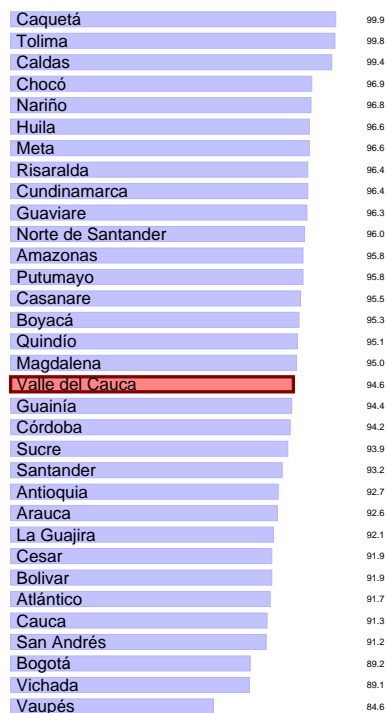 Caquetá 99.9
Tolima 99.8
Caldas 99.4
Chocó 96.9
Nariño 96.8
Huila 96.6
Meta 96.6
Risaralda 96.4
Cundinamarca 96.4
Guaviare 96.3
Norte de Santander 96.0
Amazonas 95.8
Putumayo 95.8
Casanare 95.5
Boyacá 95.3
Quindío 95.1
Magdalena 95.0
Valle del Cauca 94.6
Guainía 94.4
Córdoba 94.2
Sucre 93.9
Santander 93.2
Antioquia 92.7
Arauca 92.6
La Guajira 92.1
Cesar 91.9
Bolivar 91.9
Atlántico 91.7
Cauca 91.3
San Andrés 91.2
Bogotá 89.2
Vichada 89.1
Vaupés 84.6